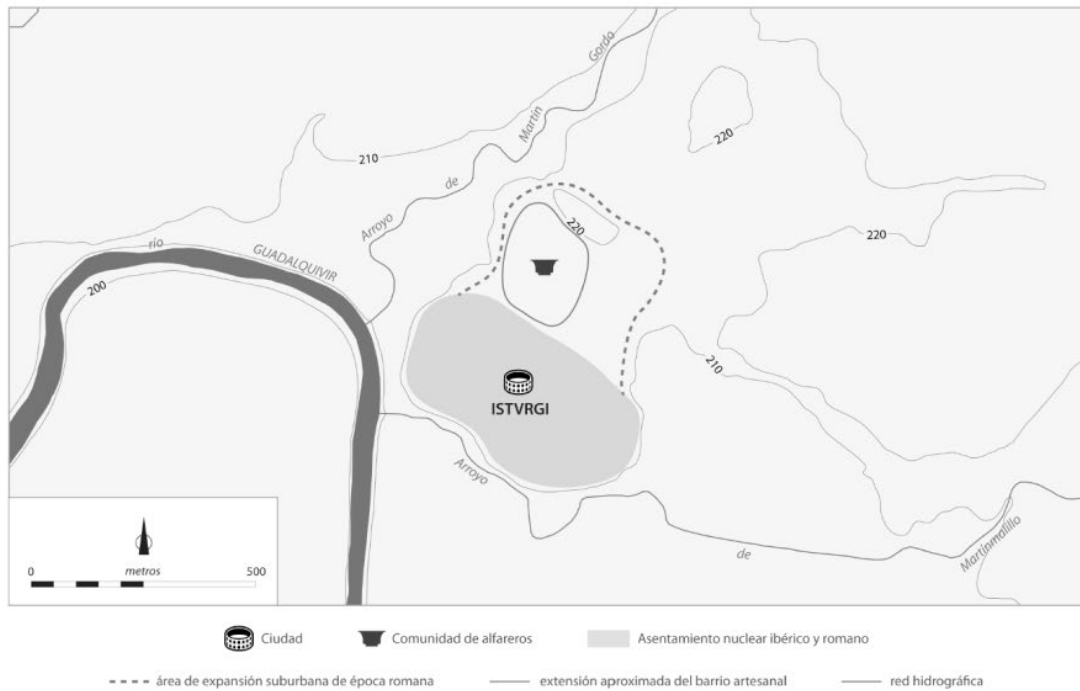 Arroyo de Martín Gordo
210
220
220
220
río GUADALQUIVIR
200
210
ISTVRGI
Arroyo de Martinmalillo
0 metros 500
Ciudad
Comunidad de alfareros
Asentamiento nuclear ibérico y romano
área de expansión suburbana de época romana
extensión aproximada del barrio artesanal
red hidrográfica